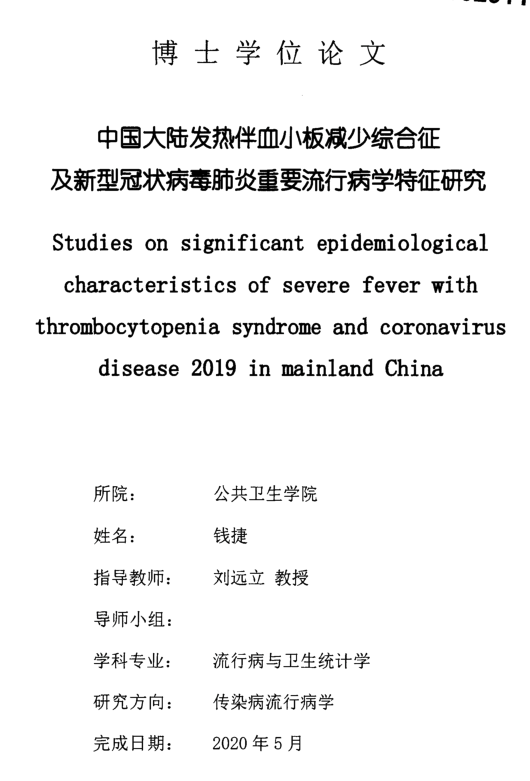 博 士 学 位 论 文
中国大陆发热伴血小板减少综合征
及新型冠状病毒肺炎重要流行病学特征研究
Studies on significant epidemiological
characteristics of severe fever with
thrombocytopenia syndrome and coronavirus
disease 2019 in mainland China
所院: 公共卫生学院
姓名: 钱捷
指导教师: 刘远立 教授
导师小组:
学科专业: 流行病与卫生统计学
研究方向: 传染病流行病学
完成日期: 2020 年 5 月